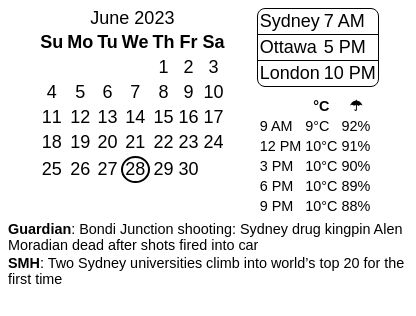 June 2023
Su Mo Tu We Th Fr Sa
1 2 3
4 5 6 7 8 9 10
11 12 13 14 15 16 17
18 19 20 21 22 23 24
25 26 27 28 29 30
Sydney 7 AM
Ottawa 5 PM
London 10 PM
°C ☂
9 AM 9°C 92%
12 PM 10°C 91%
3 PM 10°C 90%
6 PM 10°C 89%
9 PM 10°C 88%
Guardian: Bondi Junction shooting: Sydney drug kingpin Alen
Moradian dead after shots fired into car
SMH: Two Sydney universities climb into world’s top 20 for the
first time